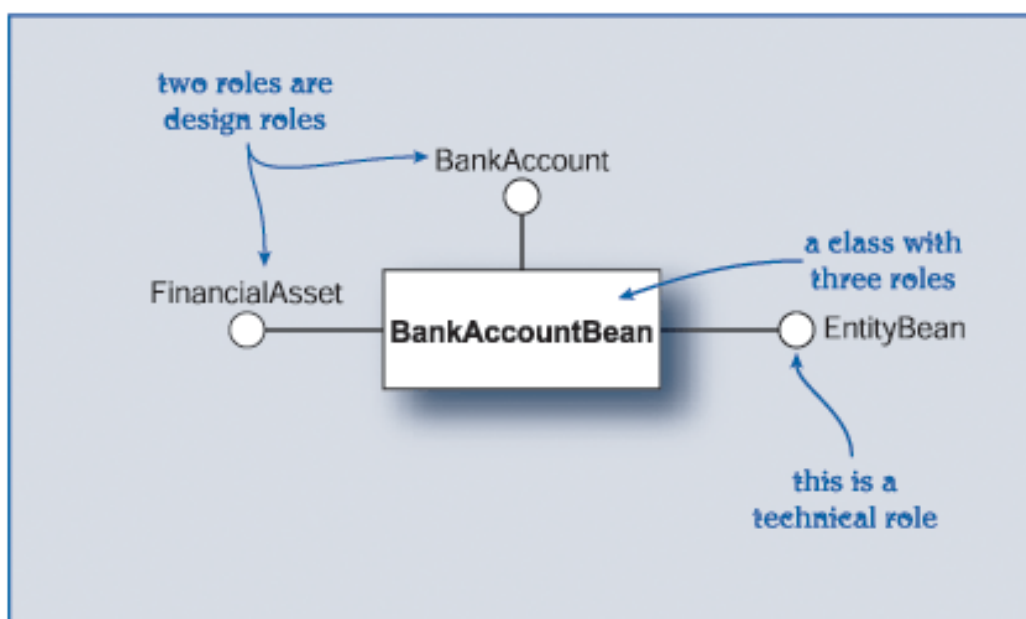 two roles are
design roles
BankAccount
a class with
three roles
FinancialAsset
BankAccountBean
EntityBean
this is a
technical role